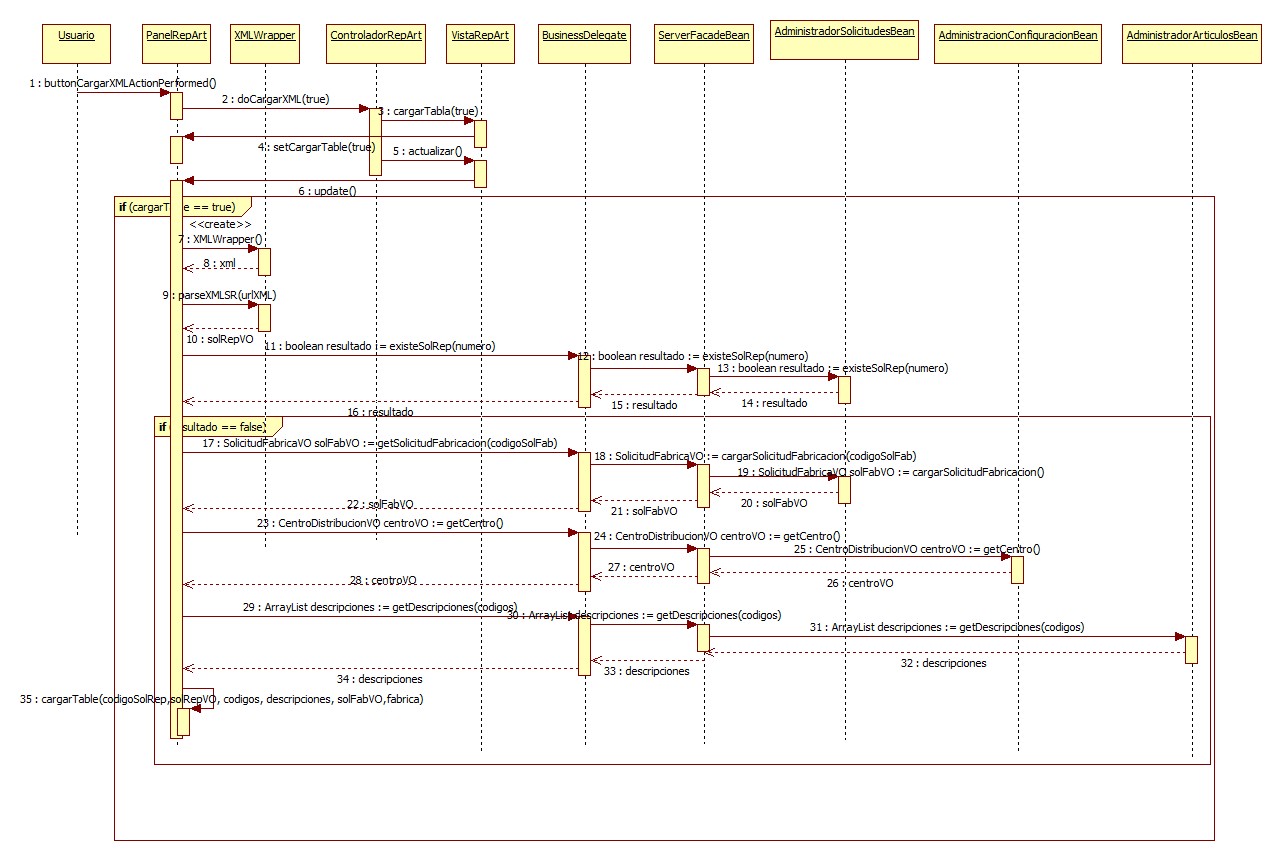 Usuario
PanelRepArt
XMLWrapper
ControladorRepArt
VistaRepArt
BusinessDelegate
ServerFacadeBean
AdministradorSolicitudesBean
AdministracionConfiguracionBean
AdministradorArticulosBean
1 : buttonCargarXMLActionPerformed()
2 : doCargarXML(true)
3 : cargarTabla(true)
4 : setCargarTable(true)
5 : actualizar()
6 : update()
if (cargarT e == true)
<<create>>
7 : XMLWrapper()
8 : xml
9 : parseXMLSR(urlXML)
10 : solRepVO
11 : boolean resultado := existeSolRep(numero)
12 : boolean resultado := existeSolRep(numero)
13 : boolean resultado := existeSolRep(numero)
14 : resultado
15 : resultado
16 : resultado
if sultado == false)
17 : SolicitudFabricaVO solFabVO := getSolicitudFabricacion(codigoSolFab)
18 : SolicitudFabricaVO := cargarSolicitudFabricacion(codigoSolFab)
19 : SolicitudFabricaVO solFabVO := cargarSolicitudFabricacion()
20 : solFabVO
21 : solFabVO
22 : solFabVO
23 : CentroDistribucionVO centroVO := getCentro()
24 : CentroDistribucionVO centroVO := getCentro()
25 : CentroDistribucionVO centroVO := getCentro()
26 : centroVO
27 : centroVO
28 : centroVO
29 : ArrayList descripciones := getDescripciones(codigos)
30 : ArrayList descripciones := getDescripciones(codigos)
31 : ArrayList descripciones := getDescripciones(codigos)
32 : descripciones
33 : descripciones
34 : descripciones
35 : cargarTable(codigoSolRep,solRepVO, codigos, descripciones, solFabVO,fabrica)